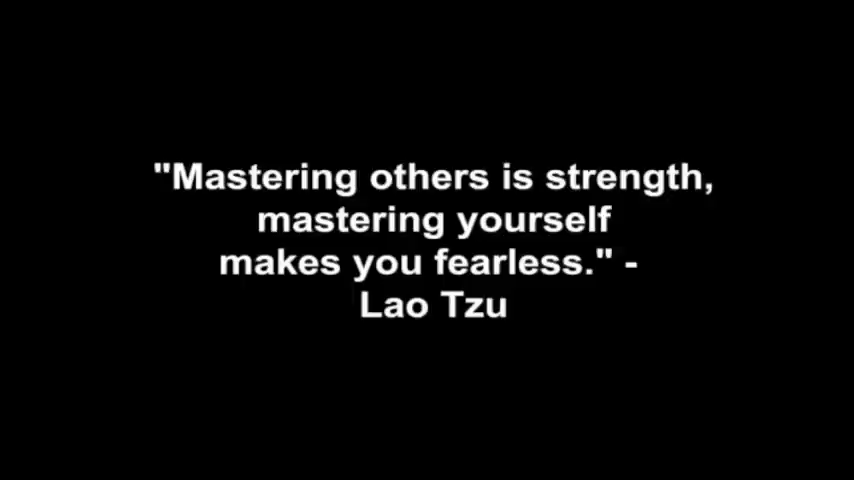 "Mastering others is strength,
mastering yourself
makes you fearless." -
Lao Tzu